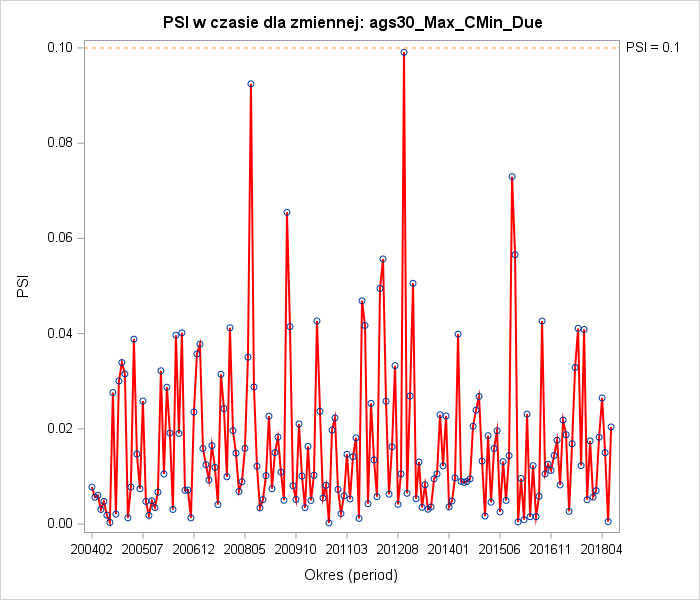 PSI w czasie dla zmiennej: ags30_Max_CMin_Due
0.10
PSI = 0.1
0.08
0.06
PSI
0.04
0.02
0.00
200402 200507 200612 200805 200910 201103 201208 201401 201506 201611 201804
Okres (period)